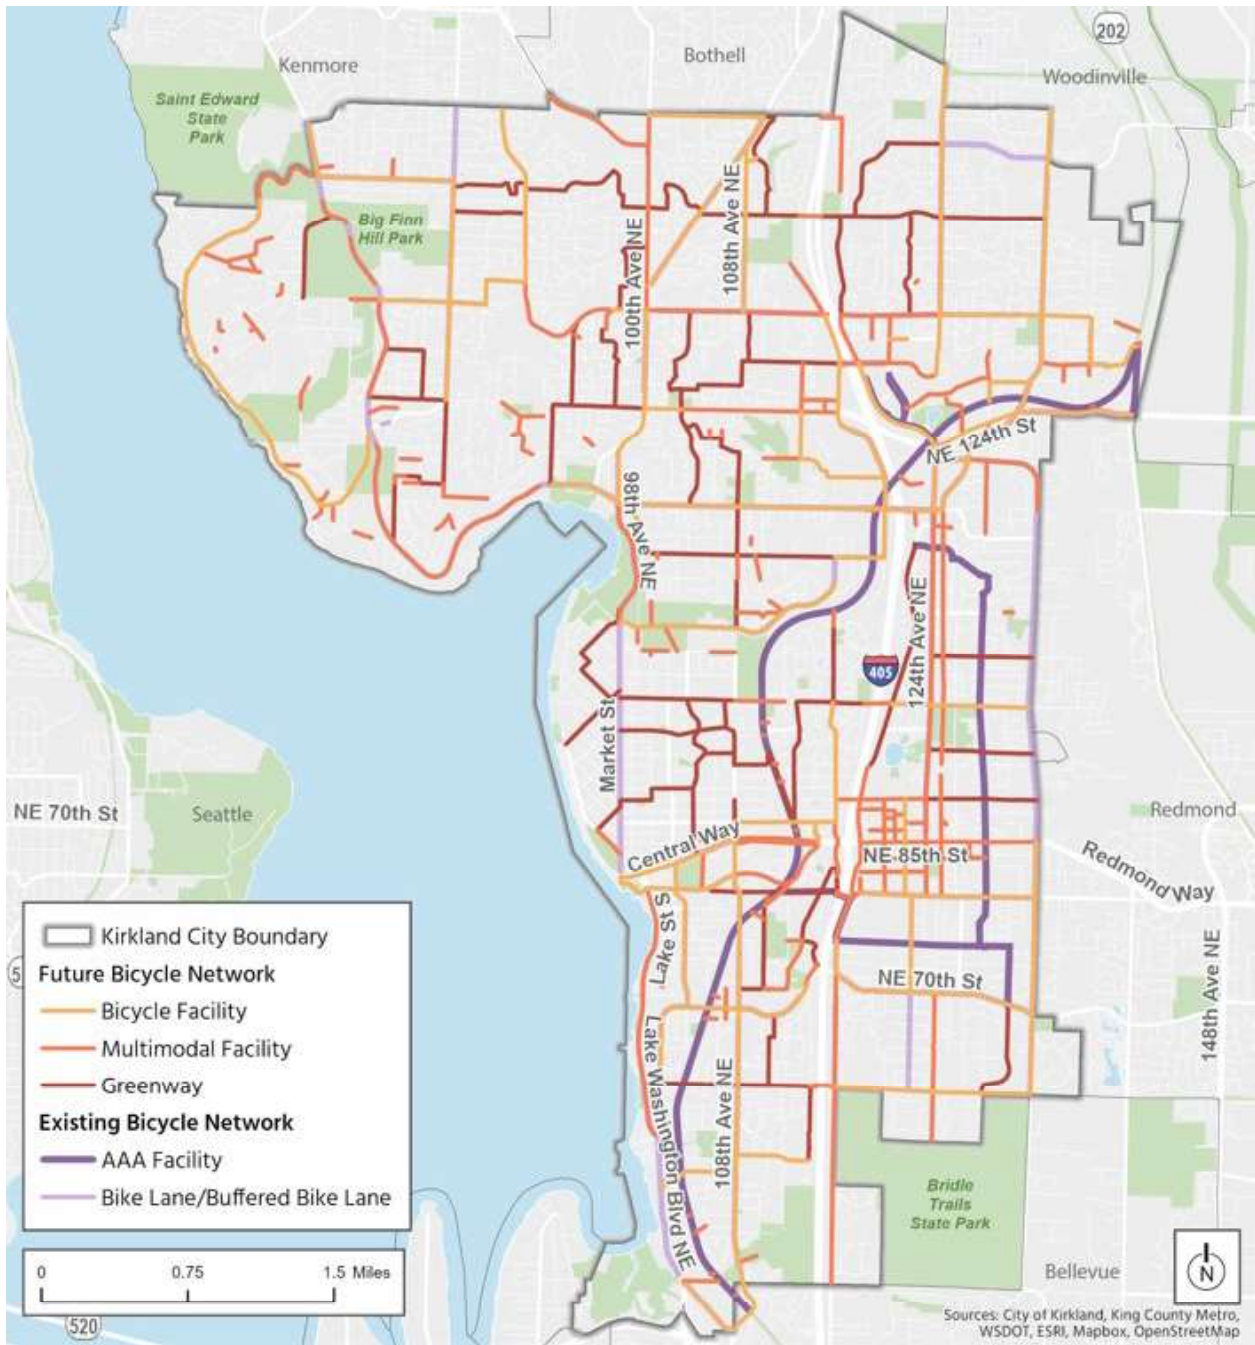 202
Kenmore
Bothell
Woodinville
Saint Edward
State
Park
Big Finn
Hill Park
100th Ave NE
108th Ave NE
NE 124th St
98th Ave NE
124th Ave NE
405
Market St
NE 70th St
Seattle
Redmond
Central Way
NE 85th St
Redmond Way
Lake St S
NE 70th St
148th Ave NE
Lake Washington Blvd NE
108th Ave NE
Bridle
Trails
State Park
Bellevue
Kirkland City Boundary
Future Bicycle Network
Bicycle Facility
Multimodal Facility
Greenway
Existing Bicycle Network
AAA Facility
Bike Lane/Buffered Bike Lane
5
0 0.75 1.5 Miles
520
N
Sources: City of Kirkland, King County Metro,
WSDOT, ESRI, Mapbox, OpenStreetMap